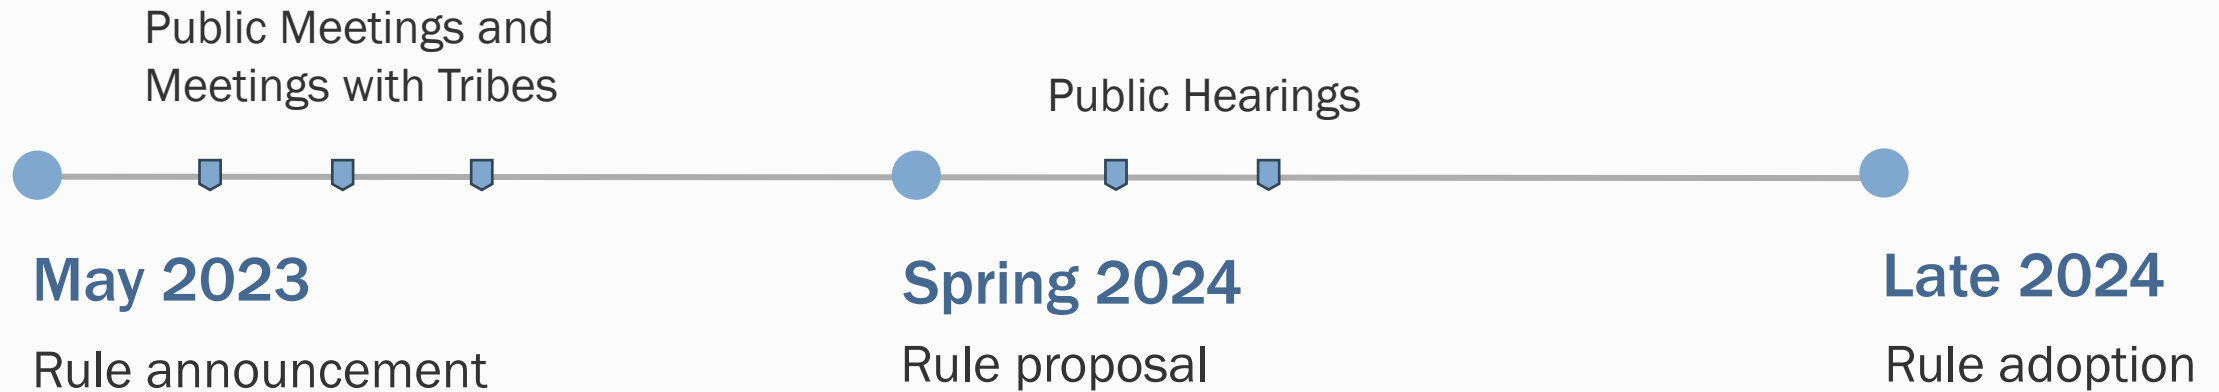 Public Meetings and
Meetings with Tribes
Public Hearings
May 2023
Rule announcement
Spring 2024
Rule proposal
Late 2024
Rule adoption